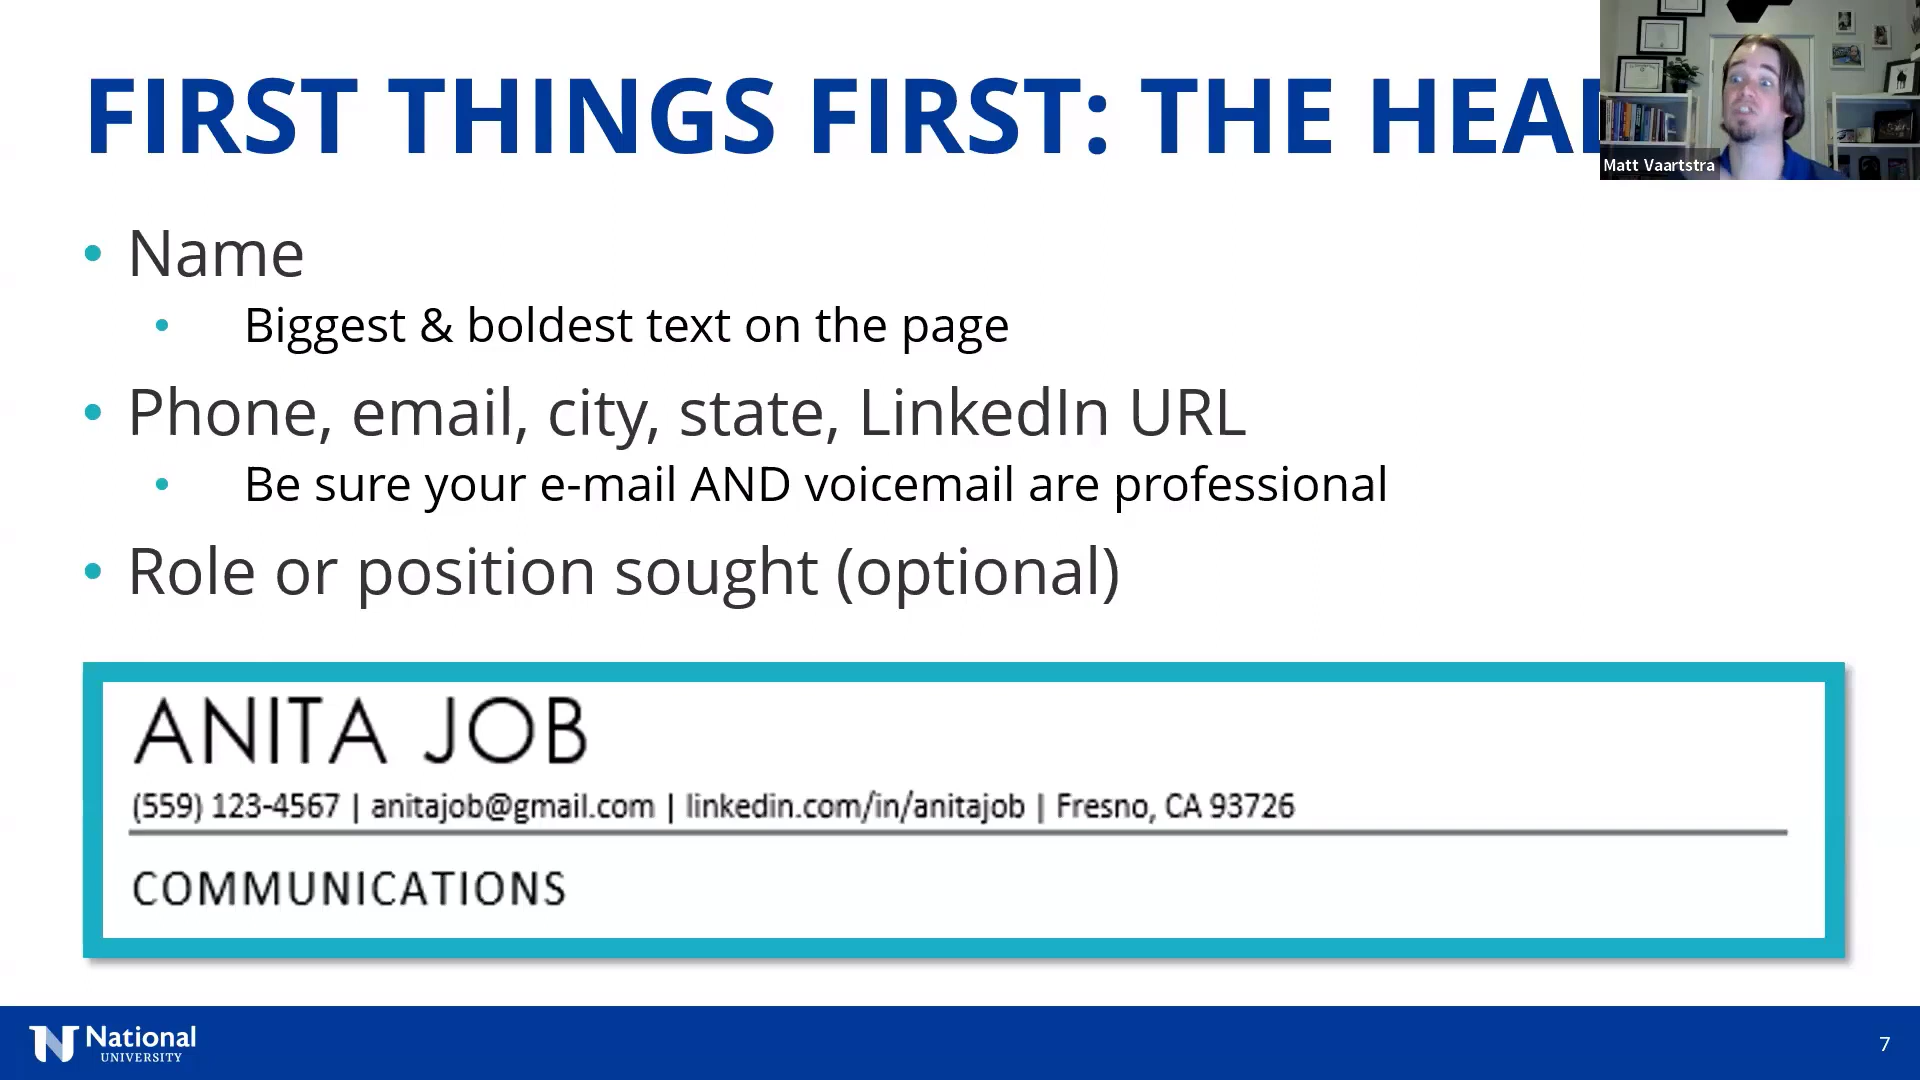 FIRST THINGS FIRST: THE HEAD
Matt Vaartstra
• Name
• Biggest & boldest text on the page
• Phone, email, city, state, LinkedIn URL
• Be sure your e-mail AND voicemail are professional
• Role or position sought (optional)
ANITA JOB
(559) 123-4567 | anitajob@gmail.com | linkedin.com/in/anitajob | Fresno, CA 93726
COMMUNICATIONS
National
UNIVERSITY
7